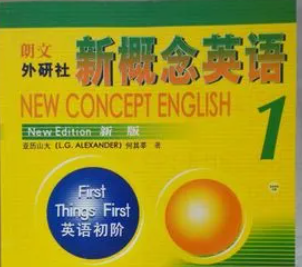 朗文
外研社
新概念英语
NEW CONCEPT ENGLISH
New Edition 新 版
1
亚历山大 (L.G. ALEXANDER) 何其莘 著
First
Things First
英语初阶